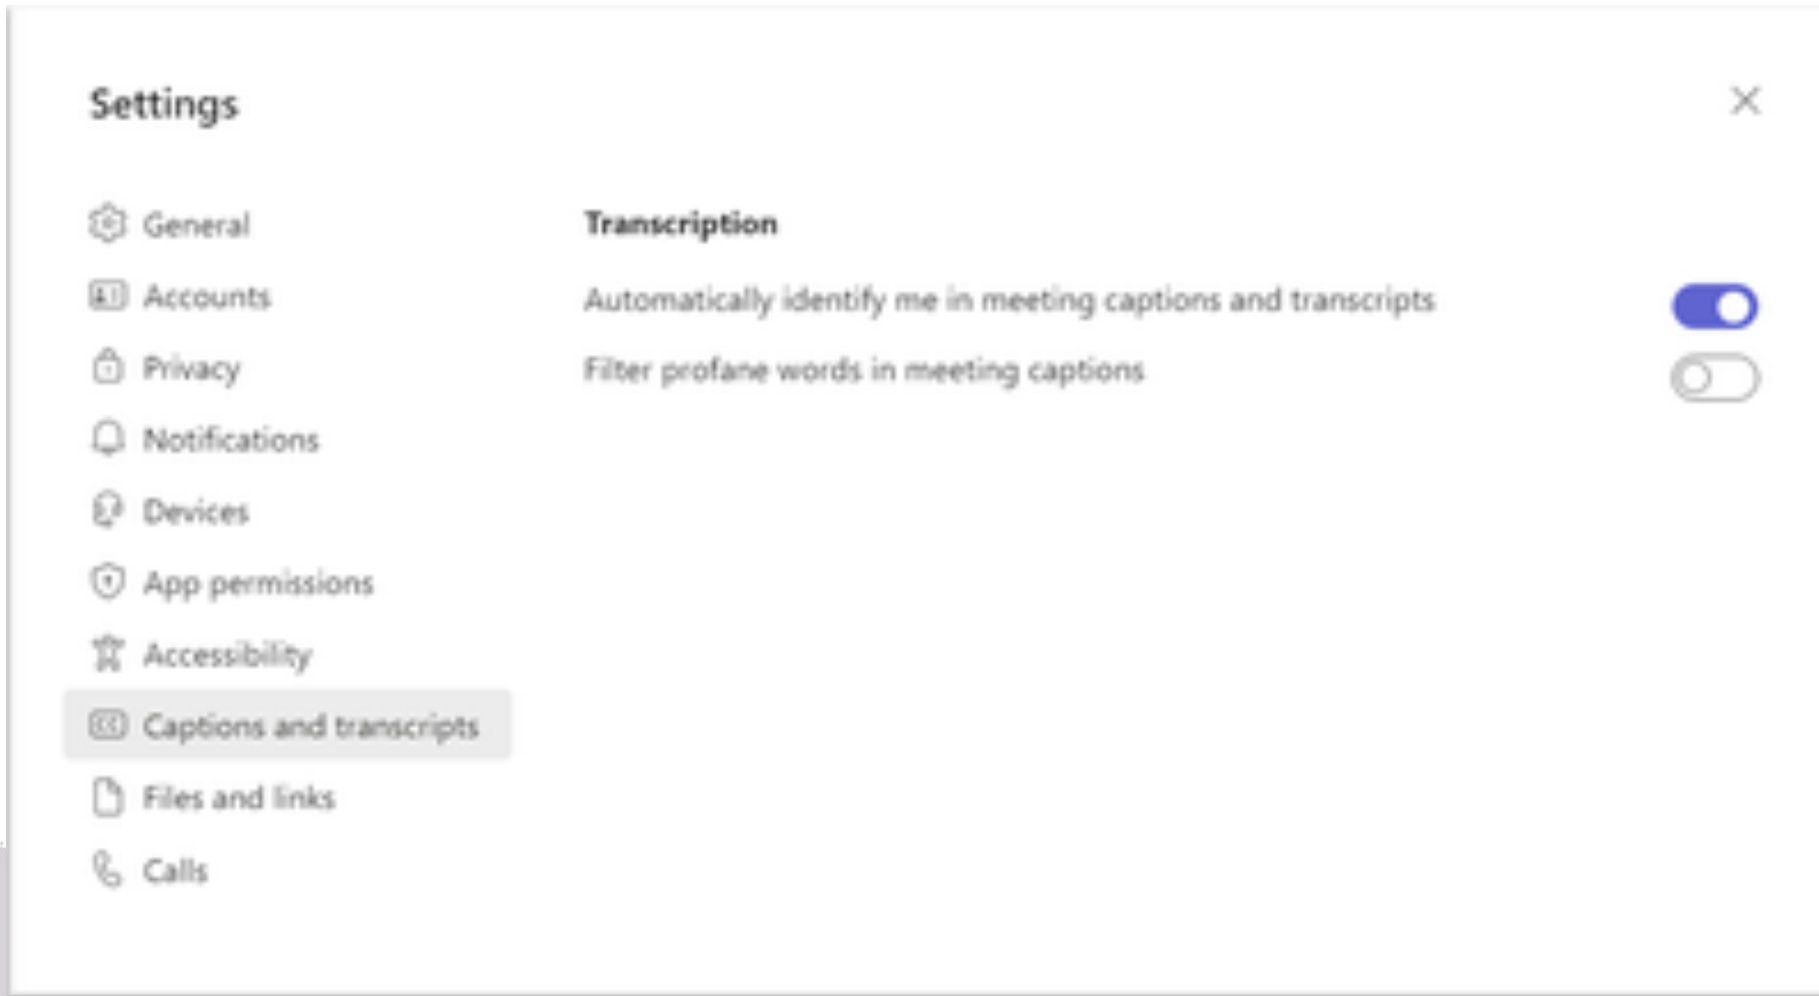 Settings
General
Accounts
Privacy
Notifications
Devices
App permissions
Accessibility
Captions and transcripts
Files and links
Calls
Transcription
Automatically identify me in meeting captions and transcripts
Filter profane words in meeting captions